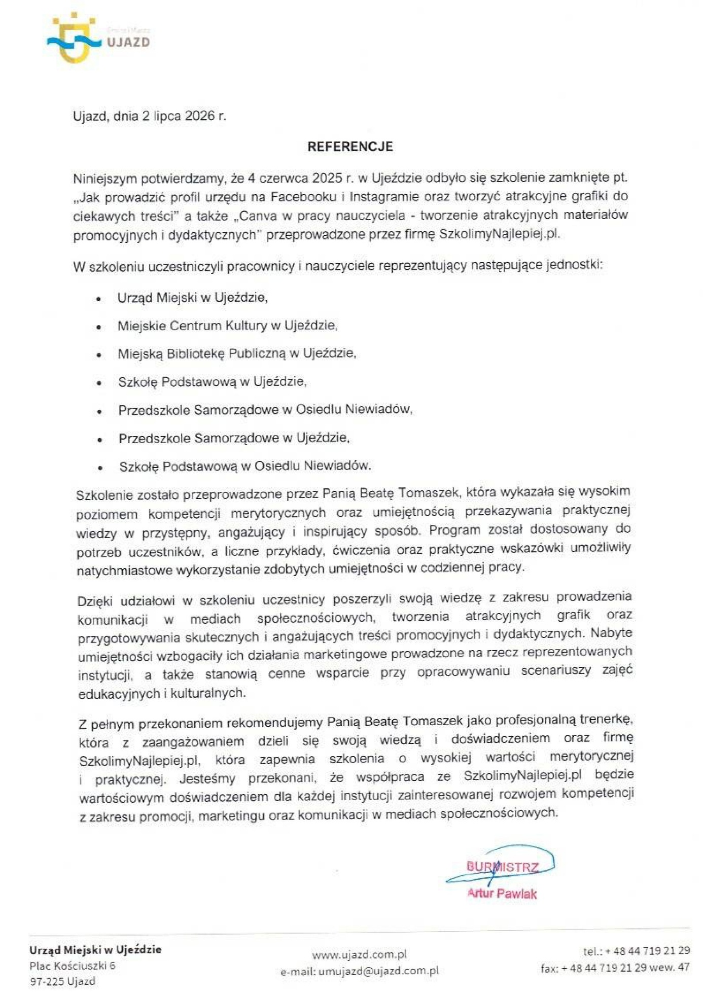 Gmina i Miasto
UJAZD
Ujazd, dnia 2 lipca 2026 r.
REFERENCJE
Niniejszym potwierdzamy, że 4 czerwca 2025 r. w Ujeździe odbyło się szkolenie zamknięte pt.
„Jak prowadzić profil urzędu na Facebooku i Instagramie oraz tworzyć atrakcyjne grafiki do
ciekawych treści” a także „Canva w pracy nauczyciela - tworzenie atrakcyjnych materiałów
promocyjnych i dydaktycznych” przeprowadzone przez firmę SzkolimyNajlepiej.pl.
W szkoleniu uczestniczyli pracownicy i nauczyciele reprezentujący następujące jednostki:
• Urząd Miejski w Ujeździe,
• Miejskie Centrum Kultury w Ujeździe,
• Miejską Bibliotekę Publiczną w Ujeździe,
• Szkołę Podstawową w Ujeździe,
• Przedszkole Samorządowe w Osiedlu Niewiadów,
• Przedszkole Samorządowe w Ujeździe,
• Szkołę Podstawową w Osiedlu Niewiadów.
Szkolenie zostało przeprowadzone przez Panią Beatę Tomaszek, która wykazała się wysokim
poziomem kompetencji merytorycznych oraz umiejętnością przekazywania praktycznej
wiedzy w przystępny, angażujący i inspirujący sposób. Program został dostosowany do
potrzeb uczestników, a liczne przykłady, ćwiczenia oraz praktyczne wskazówki umożliwiły
natychmiastowe wykorzystanie zdobytych umiejętności w codziennej pracy.
Dzięki udziałowi w szkoleniu uczestnicy poszerzyli swoją wiedzę z zakresu prowadzenia
komunikacji w mediach społecznościowych, tworzenia atrakcyjnych grafik oraz
przygotowywania skutecznych i angażujących treści promocyjnych i dydaktycznych. Nabyte
umiejętności wzbogaciły ich działania marketingowe prowadzone na rzecz reprezentowanych
instytucji, a także stanowią cenne wsparcie przy opracowywaniu scenariuszy zajęć
edukacyjnych i kulturalnych.
Z pełnym przekonaniem rekomendujemy Panią Beatę Tomaszek jako profesjonalną trenerkę,
która z zaangażowaniem dzieli się swoją wiedzą i doświadczeniem oraz firmę
SzkolimyNajlepiej.pl, która zapewnia szkolenia o wysokiej wartości merytorycznej
i praktycznej. Jesteśmy przekonani, że współpraca ze SzkolimyNajlepiej.pl będzie
wartościowym doświadczeniem dla każdej instytucji zainteresowanej rozwojem kompetencji
z zakresu promocji, marketingu oraz komunikacji w mediach społecznościowych.
BURMISTRZ
Artur Pawlak
Urząd Miejski w Ujeździe
Plac Kościuszki 6
97-225 Ujazd
www.ujazd.com.pl
e-mail: umujazd@ujazd.com.pl
tel.: + 48 44 719 21 29
fax: + 48 44 719 21 29 wew. 47